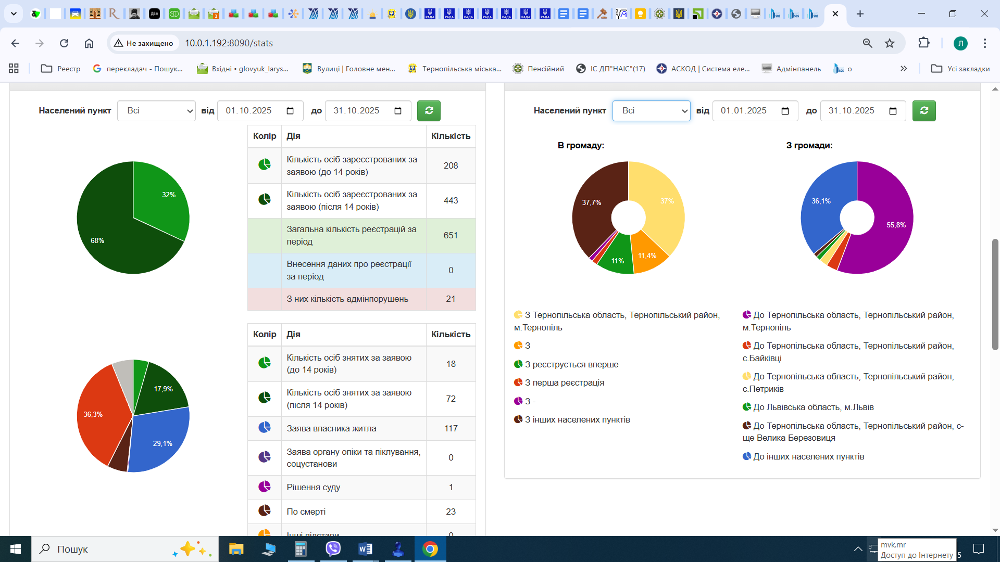 Не захищено
10.0.1.192:8090/stats
Л
Реестр
перекладач - Пошук...
Вхідні • glovyuk_larys...
Вулиці | Головне мен...
Тернопільська міська...
Пенсійний
ІС ДП"НАІС"(17)
АСКОД | Система еле...
Адмінпанель
о
Усі закладки
Населений пункт Всі від 01.10.2025 до 31.10.2025
Колір Дія Кількість
Кількість осіб зареєстрованих за
заявою (до 14 років)
208
Кількість осіб зареєстрованих за
заявою (після 14 років)
443
Загальна кількість реєстрацій за
період
651
Внесення даних про реєстрації
за період
0
З них кількість адмінпорушень 21
32%
68%
Колір Дія Кількість
Кількість осіб знятих за заявою
(до 14 років)
18
Кількість осіб знятих за заявою
(після 14 років)
72
Заява власника житла 117
Заява органу опіки та піклування,
соцустанови
0
Рішення суду 1
По смерті 23
Інші підстави 0
17,9%
36,3%
29,1%
Населений пункт Всі від 01.01.2025 до 31.10.2025
В громаду:
37,7%
37%
11%
11,4%
З Тернопільська область, Тернопільський район,
м.Тернопіль
З
З реєструється вперше
З перша реєстрація
З -
З інших населених пунктів
З громади:
36,1%
55,8%
До Тернопільська область, Тернопільський район,
м.Тернопіль
До Тернопільська область, Тернопільський район,
с.Байківці
До Тернопільська область, Тернопільський район,
с.Петриків
До Львівська область, м.Львів
До Тернопільська область, Тернопільський район, с-
ще Велика Березовиця
До інших населених пунктів
Пошук
mvk.mr
Доступ до Інтернету
5